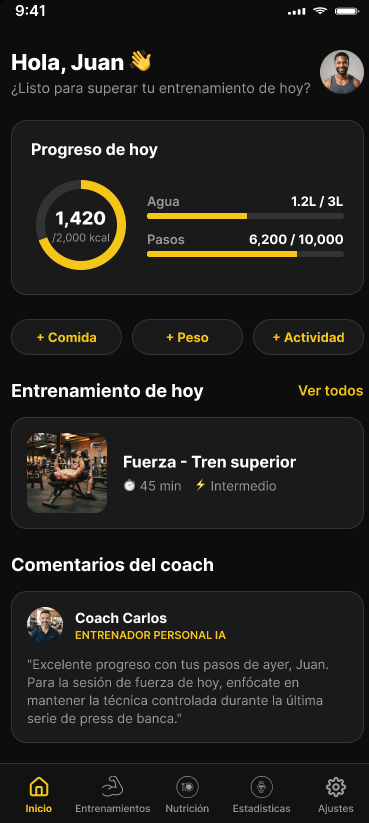 9:41
Hola, Juan 👋
¿Listo para superar tu entrenamiento de hoy?
Progreso de hoy
1,420
/2,000 kcal
Agua 1.2L / 3L
Pasos 6,200 / 10,000
+ Comida + Peso + Actividad
Entrenamiento de hoy Ver todos
Fuerza - Tren superior
⏱️ 45 min ⚡ Intermedio
Comentarios del coach
Coach Carlos
ENTRENADOR PERSONAL IA
"Excelente progreso con tus pasos de ayer, Juan.
Para la sesión de fuerza de hoy, enfócate en
mantener la técnica controlada durante la última
serie de press de banca."
Inicio Entrenamientos Nutrición Estadisticas Ajustes